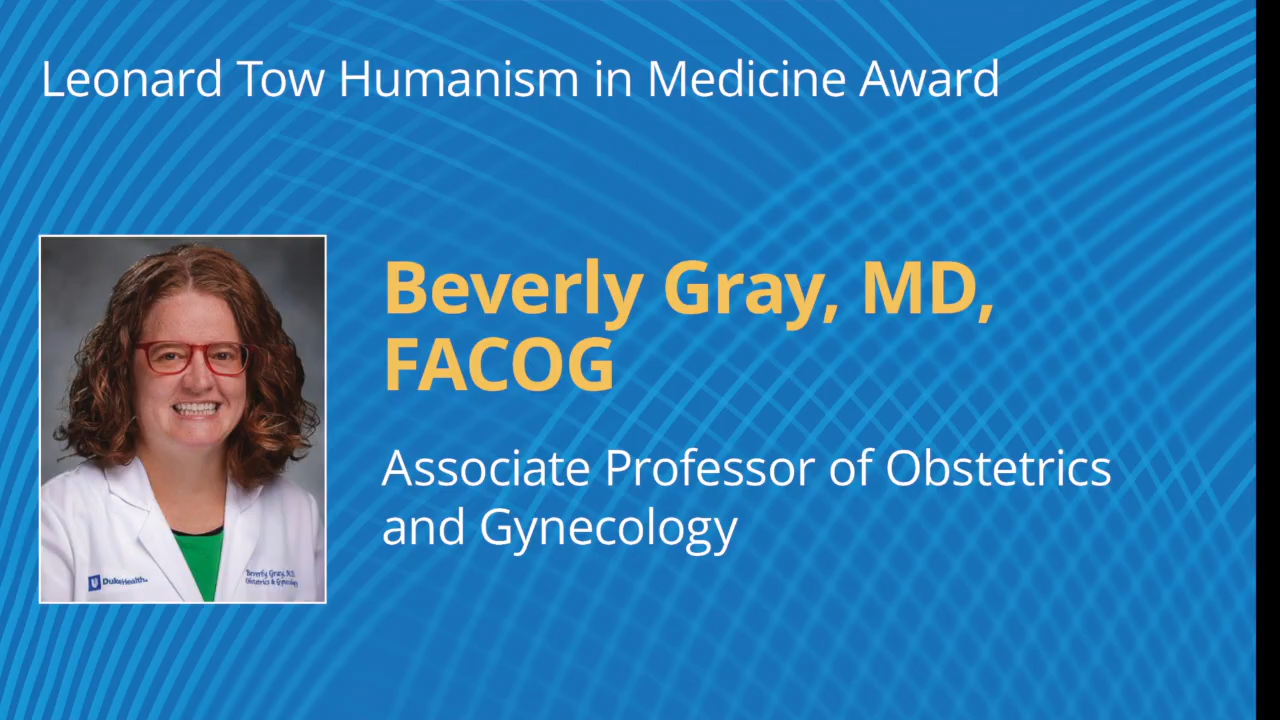 Leonard Tow Humanism in Medicine Award
Beverly Gray, MD,
FACOG
Associate Professor of Obstetrics
and Gynecology
DukeHealth
Beverly Gray, M.D.
Obstetrics & Gynecology